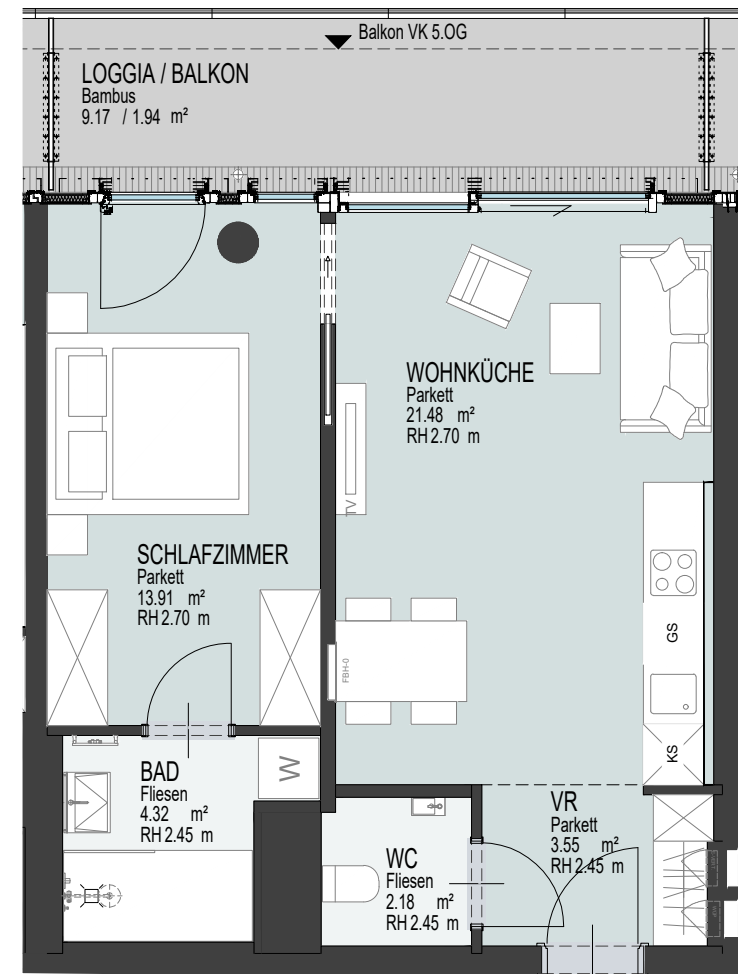 Balkon VK 5.OG
LOGGIA / BALKON
Bambus
9.17 / 1.94 m²
WOHNKÜCHE
Parkett
21.48 m²
RH 2.70 m
TV
SCHLAFZIMMER
Parkett
13.91 m²
RH 2.70 m
FBH-0
GS
KS
W
BAD
Fliesen
4.32 m²
RH 2.45 m
VR
Parkett
3.55 m²
RH 2.45 m
WC
Fliesen
2.18 m²
RH 2.45 m